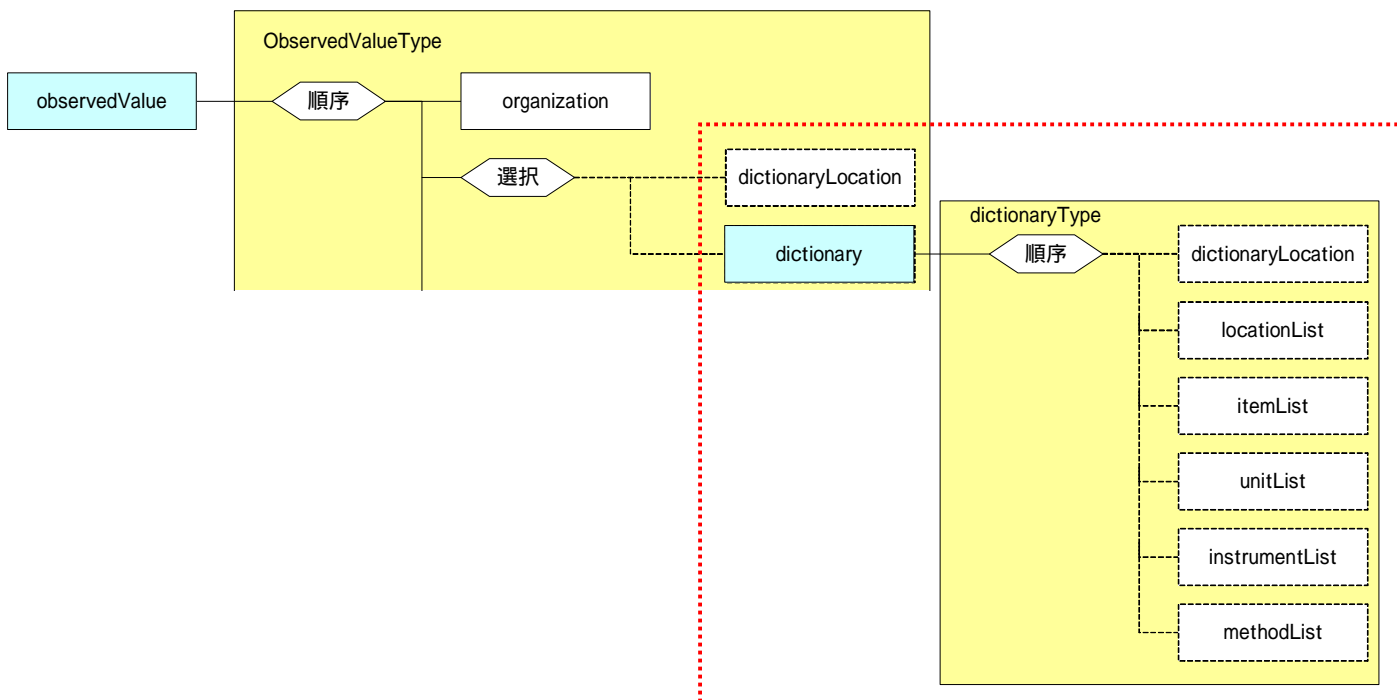 ObservedValueType
observedValue
順序
organization
選択
dictionaryLocation
dictionary
dictionaryType
順序
dictionaryLocation
locationList
itemList
unitList
instrumentList
methodList